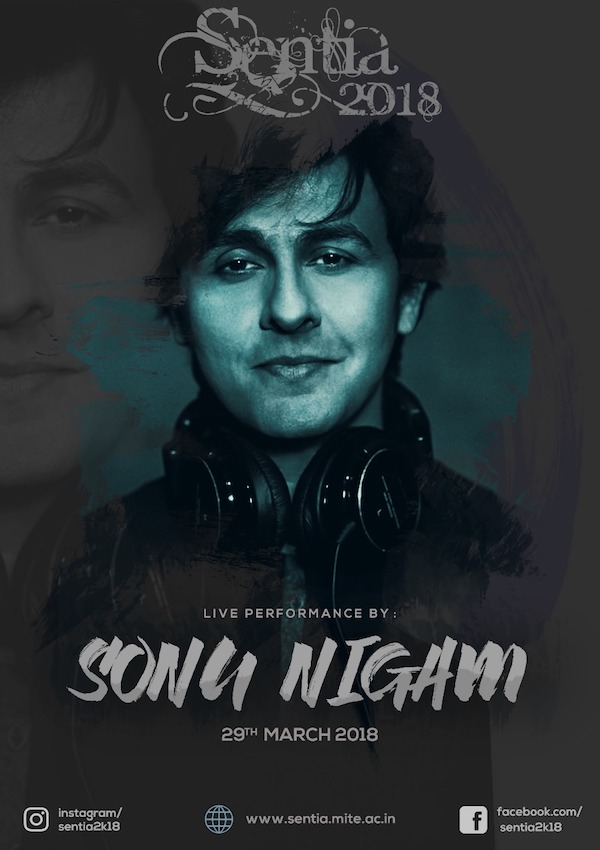 Sentia
2018
LIVE PERFORMANCE BY :
SONU NIGAM
29TH MARCH 2018
instagram/
sentia2k18
www.sentia.mite.ac.in
facebook.com/
sentia2k18